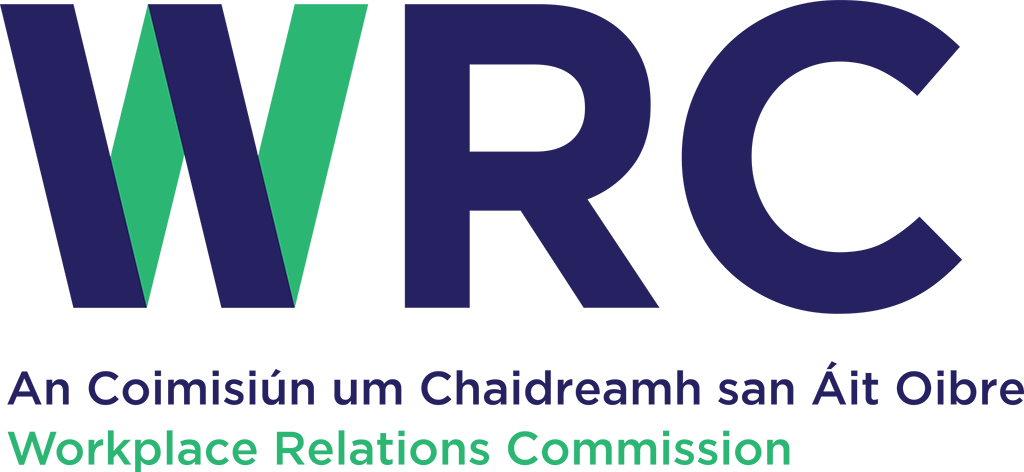 WRC
An Coimisiún um Chaidreamh san Áit Oibre
Workplace Relations Commission